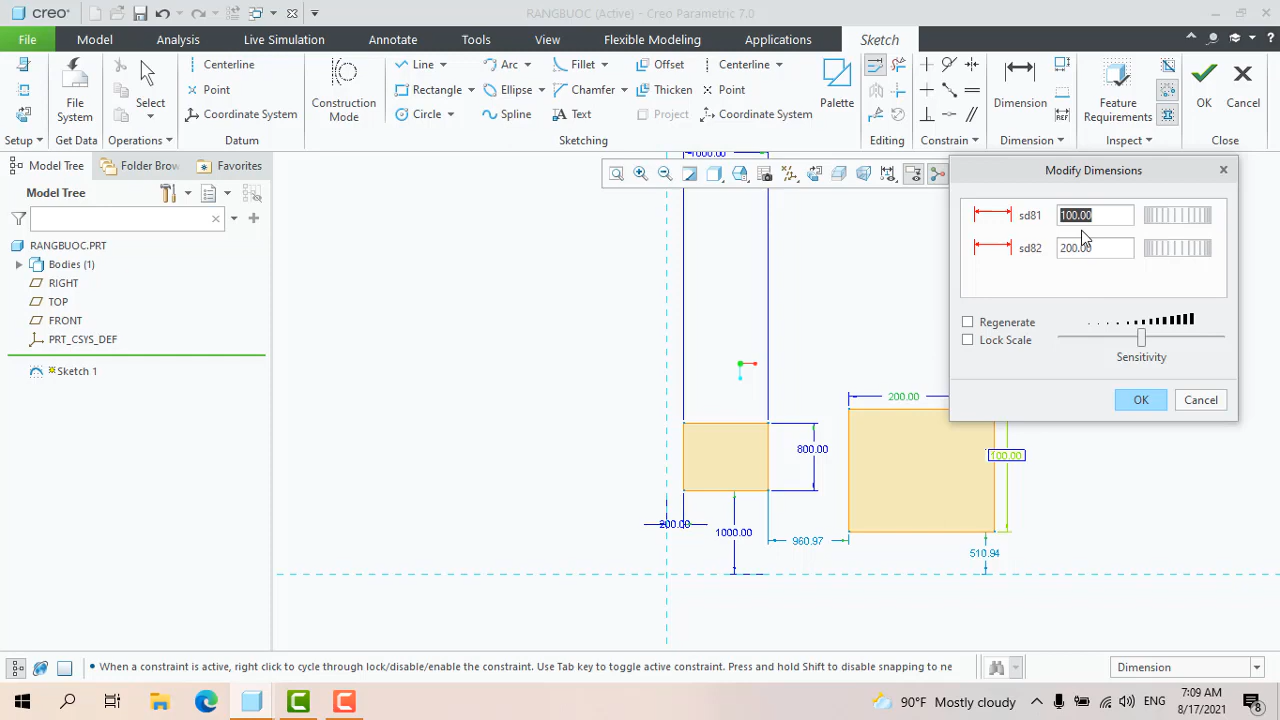 creo RANGBUOC (Active) - Creo Parametric 7.0
File Model Analysis Live Simulation Annotate Tools View Flexible Modeling Applications Sketch
Centerline Line Arc Fillet Offset Centerline
Point Rectangle Ellipse Chamfer Thicken Point
Coordinate System Circle Spline Text Project Coordinate System
File System Select Construction Mode Palette Dimension Feature Requirements OK Cancel
Setup Get Data Operations Datum Sketching Editing Constrain Dimension Inspect Close
Model Tree Folder Brow Favorites
Model Tree
RANGBUOC.PRT
Bodies (1)
RIGHT
TOP
FRONT
PRT_CSYS_DEF
Sketch 1
1000.00
Modify Dimensions
sd81 100.00
sd82 200.00
Regenerate
Lock Scale
Sensitivity
OK Cancel
200.00
800.00
100.00
200.00
1000.00
960.97
510.94
When a constraint is active, right click to cycle through lock/disable/enable the constraint. Use Tab key to toggle active constraint. Press and hold Shift to disable snapping to ne
Dimension
90°F Mostly cloudy ENG 7:09 AM
8/17/2021 8